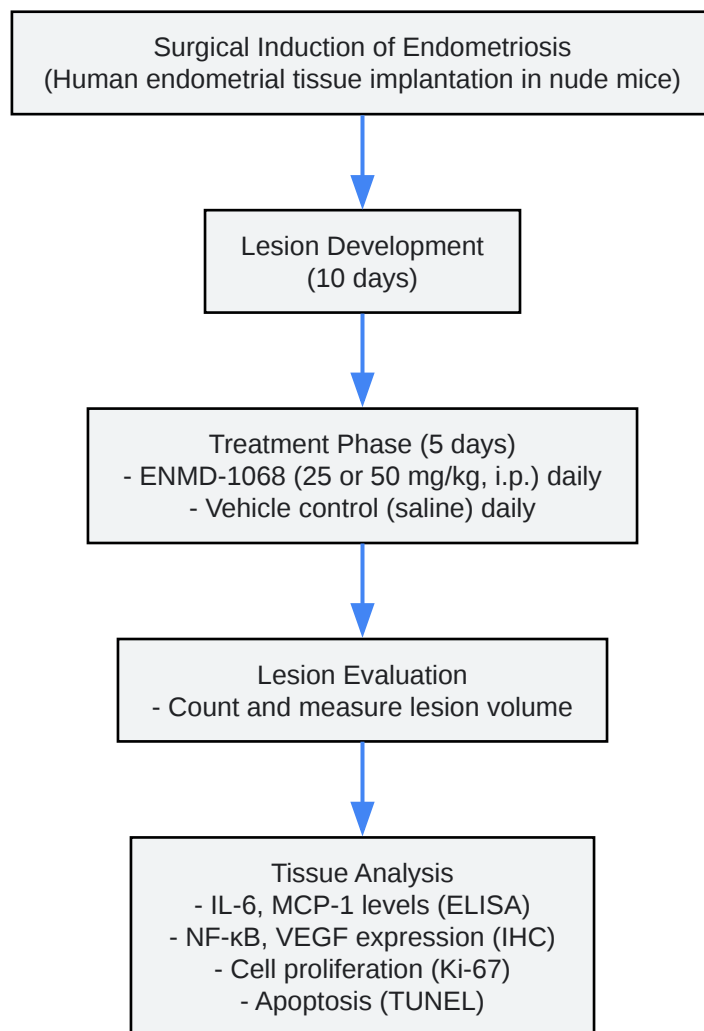 Surgical Induction of Endometriosis
(Human endometrial tissue implantation in nude mice)
Lesion Development
(10 days)
Treatment Phase (5 days)
- ENMD-1068 (25 or 50 mg/kg, i.p.) daily
- Vehicle control (saline) daily
Lesion Evaluation
- Count and measure lesion volume
Tissue Analysis
- IL-6, MCP-1 levels (ELISA)
- NF-κB, VEGF expression (IHC)
- Cell proliferation (Ki-67)
- Apoptosis (TUNEL)